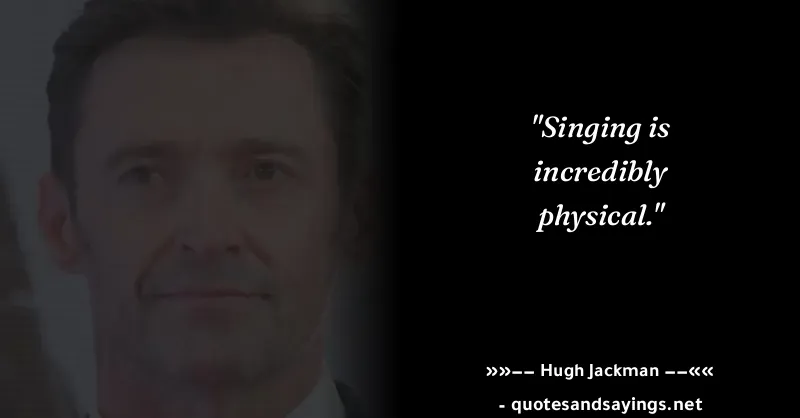 "Singing is
incredibly
physical."
»»−− Hugh Jackman −−««
- quotesandsayings.net